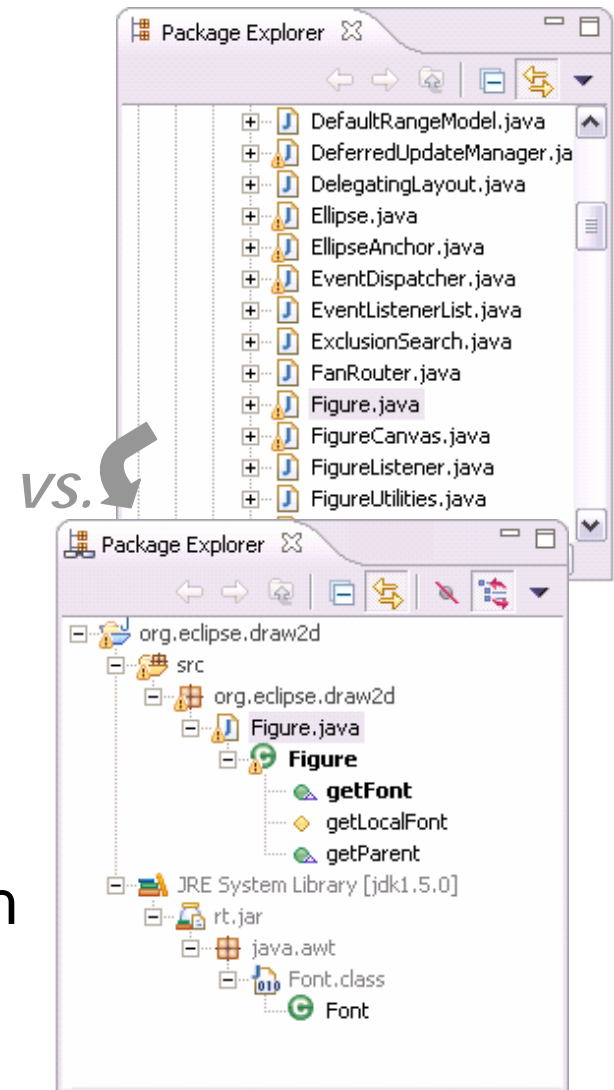 Package Explorer
DefaultRangeModel.java
DeferredUpdateManager.ja
DelegatingLayout.java
Ellipse.java
EllipseAnchor.java
EventDispatcher.java
EventListenerList.java
ExclusionSearch.java
FanRouter.java
Figure.java
FigureCanvas.java
FigureListener.java
FigureUtilities.java
vs.
Package Explorer
org.eclipse.draw2d
src
org.eclipse.draw2d
Figure.java
Figure
getFont
getLocalFont
getParent
n
JRE System Library [jdk1.5.0]
rt.jar
java.awt
Font.class
Font